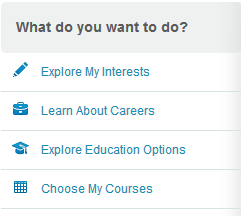 What do you want to do?
Explore My Interests
Learn About Careers
Explore Education Options
Choose My Courses